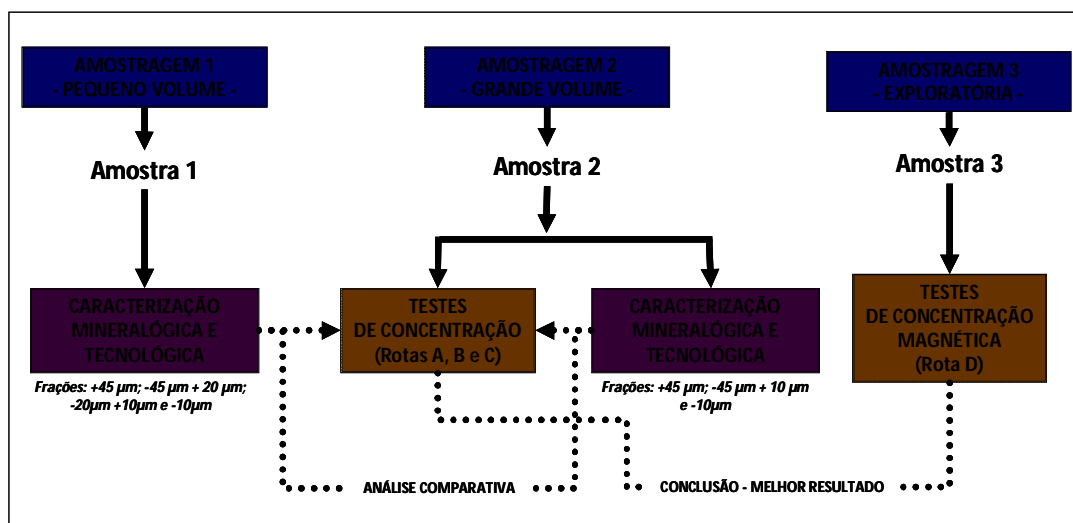 AMOSTRAGEM 1
- PEQUENO VOLUME -
AMOSTRAGEM 2
- GRANDE VOLUME -
AMOSTRAGEM 3
- EXPLORATÓRIA -
Amostra 1
Amostra 2
Amostra 3
CARACTERIZAÇÃO
MINERALÓGICA E
TECNOLÓGICA
Frações: +45 µm; -45 µm + 20 µm;
-20µm +10µm e -10µm
TESTES
DE CONCENTRAÇÃO
(Rotas A, B e C)
CARACTERIZAÇÃO
MINERALÓGICA E
TECNOLÓGICA
Frações: +45 µm; -45 µm + 10 µm
e -10µm
TESTES
DE CONCENTRAÇÃO
MAGNÉTICA
(Rota D)
ANÁLISE COMPARATIVA
CONCLUSÃO - MELHOR RESULTADO